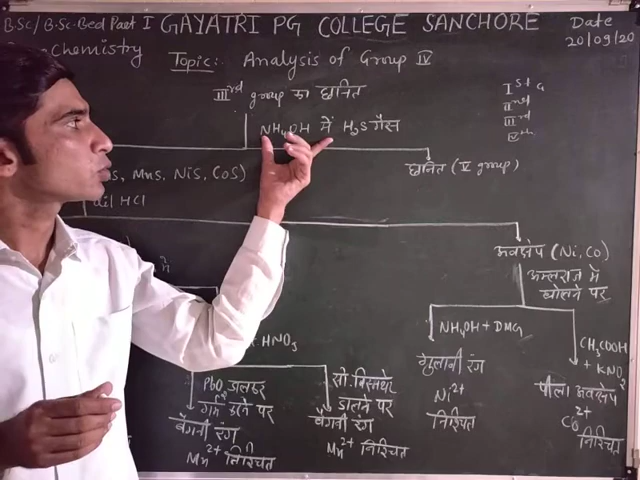 B.Sc/B.Sc.Bed Part I GAYATRI PG COLLEGE SANCHORE Date
Chemistry 20/09/20
Topic:- Analysis of Group IV
IIIrd group का छनित
Ist G
IInd
IIIrd
IVth
NH4OH में H2S गैस
S, MnS, NiS, CoS)
छनित (V group)
dil HCl
अवक्षेप (Ni, Co)
अम्लराज में
घोलने पर
HNO3
NH4OH + DMG
CH3COOH
+ KNO2
गुलाबी रंग
Ni2+
निश्चित
पीला अवक्षेप
CO2+
निश्चित
PbO2 डालकर
गर्म करने पर
बैंगनी रंग
Mn2+ निश्चित
सो. बिस्मथेट
डालने पर
बैंगनी रंग
Mn2+ निश्चित